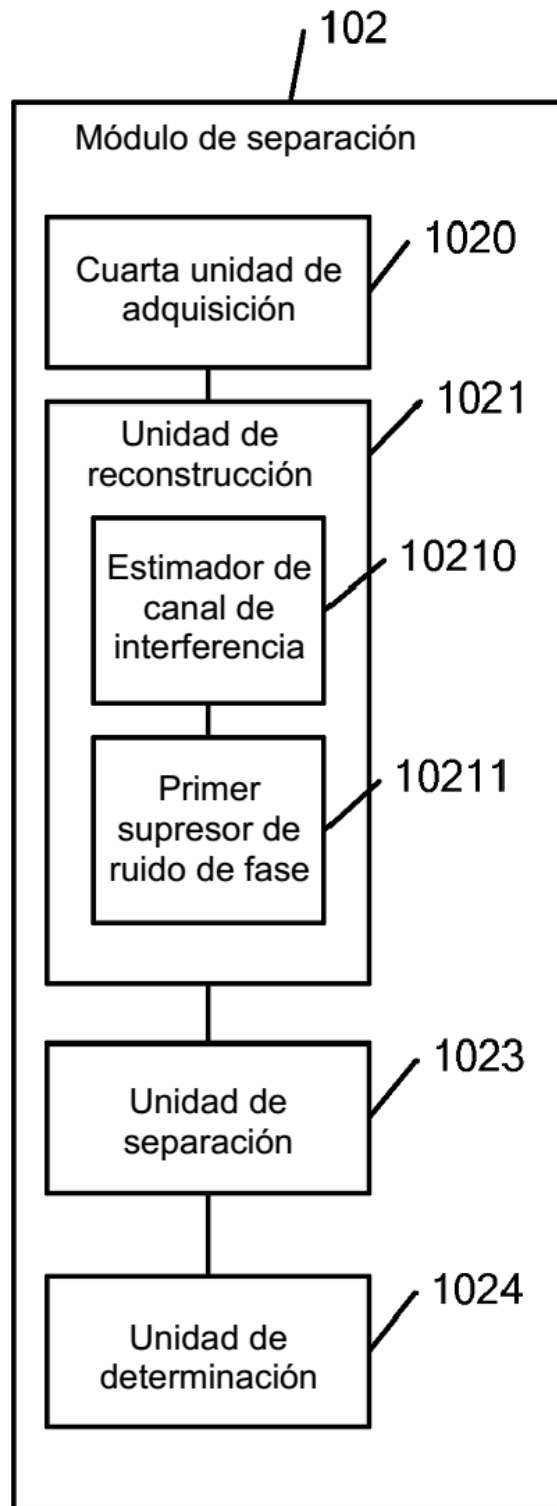 102
Módulo de separación
1020
Cuarta unidad de
adquisición
1021
Unidad de
reconstrucción
10210
Estimador de
canal de
interferencia
10211
Primer
supresor de
ruido de fase
1023
Unidad de
separación
1024
Unidad de
determinación